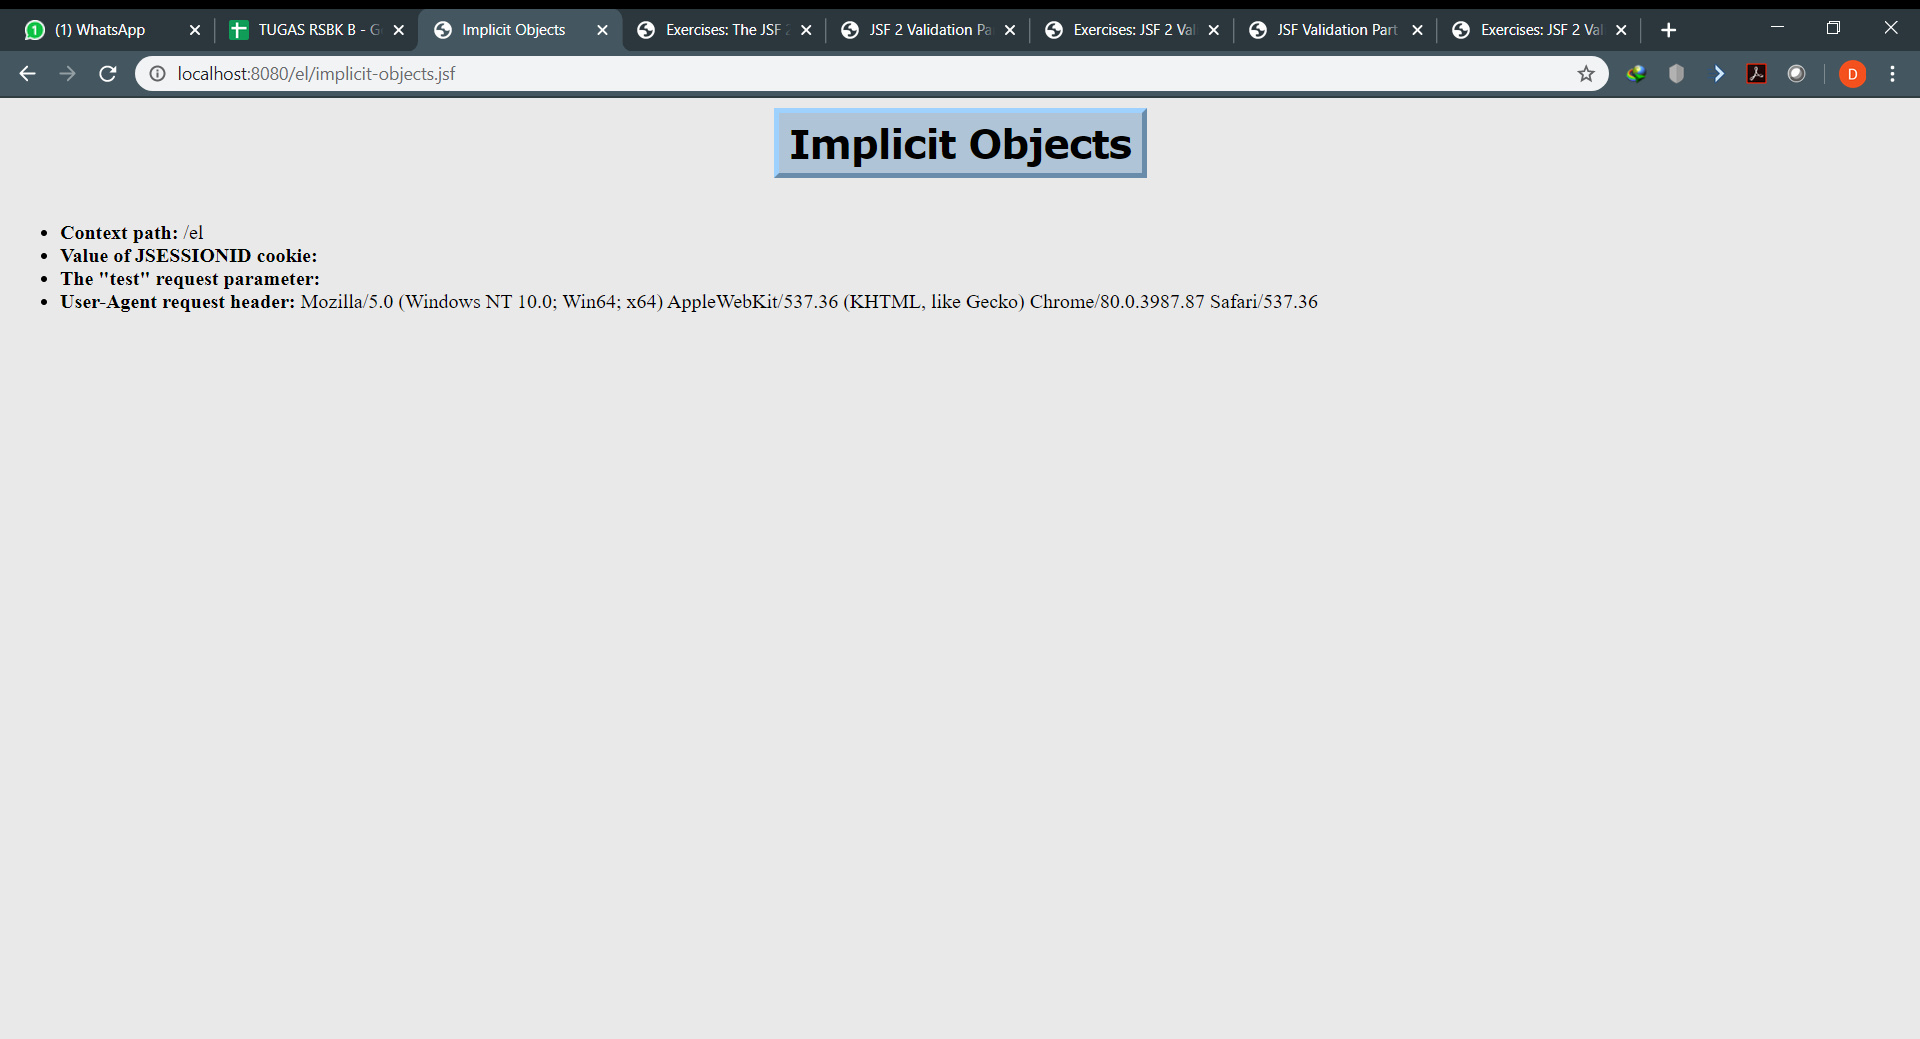 (1) WhatsApp
TUGAS RSBK B - G
Implicit Objects
Exercises: The JSF 2
JSF 2 Validation Pa
Exercises: JSF 2 Val
JSF Validation Part
Exercises: JSF 2 Val
localhost:8080/el/implicit-objects.jsf
D
Implicit Objects
• Context path: /el
• Value of JSESSIONID cookie:
• The "test" request parameter:
• User-Agent request header: Mozilla/5.0 (Windows NT 10.0; Win64; x64) AppleWebKit/537.36 (KHTML, like Gecko) Chrome/80.0.3987.87 Safari/537.36